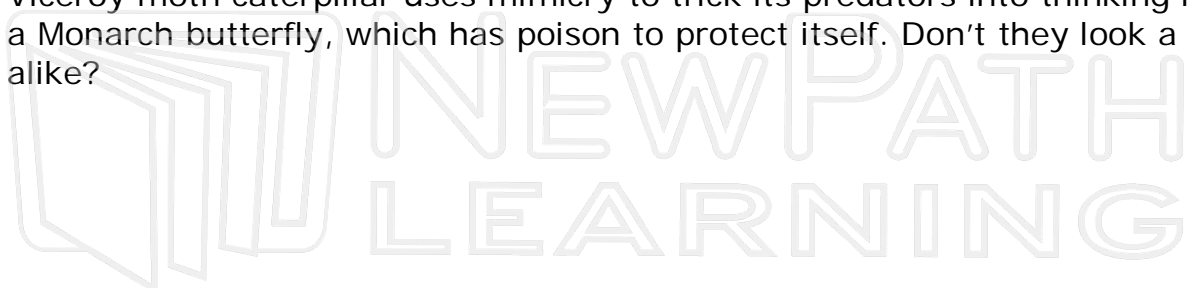 Viceroy moth caterpillar uses mimicry to trick its predators into thinking
a Monarch butterfly, which has poison to protect itself. Don't they look a
alike?
NEWPATH
LEARNING